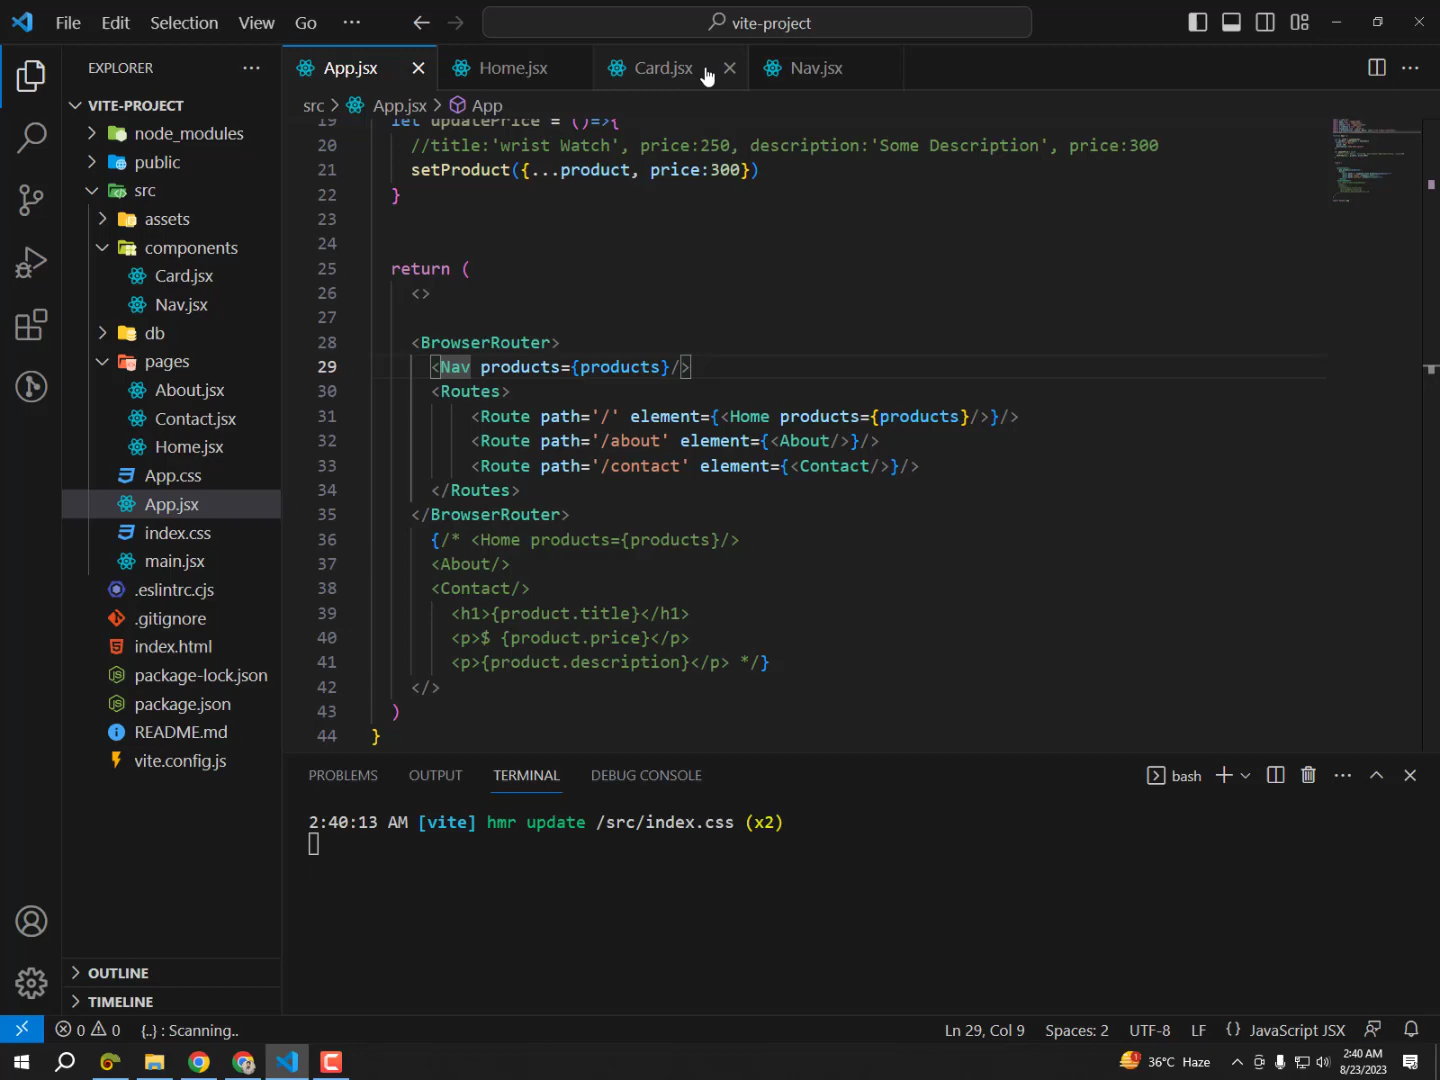 File Edit Selection View Go ··· vite-project
EXPLORER ···
App.jsx Home.jsx Card.jsx Nav.jsx ···
VITE-PROJECT
node_modules
public
src
assets
components
Card.jsx
Nav.jsx
db
pages
About.jsx
Contact.jsx
Home.jsx
App.css
App.jsx
index.css
main.jsx
.eslintrc.cjs
.gitignore
index.html
package-lock.json
package.json
README.md
vite.config.js
OUTLINE
TIMELINE
src > App.jsx > App
19 let updatePrice = ()=>{
20 //title:'wrist Watch', price:250, description:'Some Description', price:300
21 setProduct({...product, price:300})
22 }
23
24
25 return (
26 <>
27
28 <BrowserRouter>
29 <Nav products={products}/>
30 <Routes>
31 <Route path='/' element={<Home products={products}/>}/>
32 <Route path='/about' element={<About/>}/>
33 <Route path='/contact' element={<Contact/>}/>
34 </Routes>
35 </BrowserRouter>
36 {/* <Home products={products}/>
37 <About/>
38 <Contact/>
39 <h1>{product.title}</h1>
40 <p>$ {product.price}</p>
41 <p>{product.description}</p> */}
42 </>
43 )
44 }
PROBLEMS OUTPUT TERMINAL DEBUG CONSOLE bash ···
2:40:13 AM [vite] hmr update /src/index.css (x2)
0 0 {..} : Scanning.. Ln 29, Col 9 Spaces: 2 UTF-8 LF {} JavaScript JSX
1 36°C Haze 2:40 AM
8/23/2023